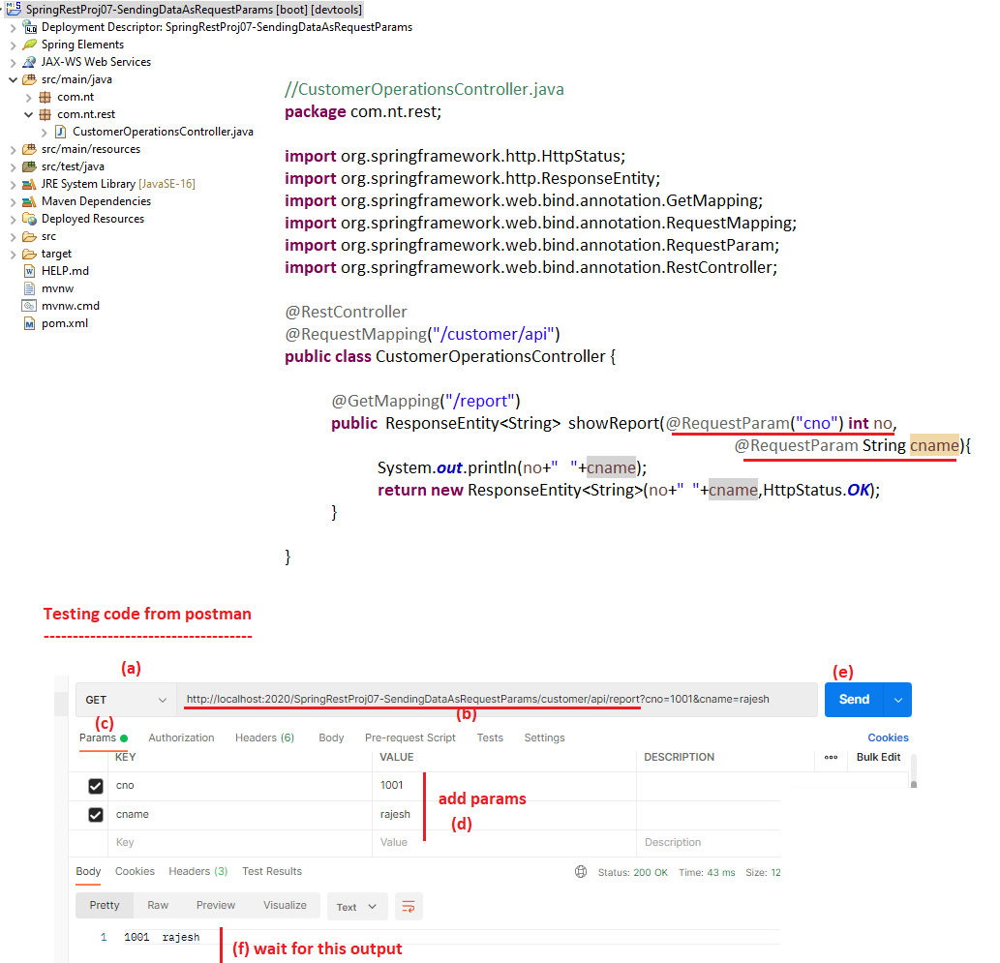 SpringRestProj07-SendingDataAsRequestParams [boot] [devtools]
Deployment Descriptor: SpringRestProj07-SendingDataAsRequestParams
Spring Elements
JAX-WS Web Services
src/main/java
com.nt
com.nt.rest
CustomerOperationsController.java
src/main/resources
src/test/java
JRE System Library [JavaSE-16]
Maven Dependencies
Deployed Resources
src
target
HELP.md
mvnw
mvnw.cmd
pom.xml
//CustomerOperationsController.java
package com.nt.rest;
import org.springframework.http.HttpStatus;
import org.springframework.http.ResponseEntity;
import org.springframework.web.bind.annotation.GetMapping;
import org.springframework.web.bind.annotation.RequestMapping;
import org.springframework.web.bind.annotation.RequestParam;
import org.springframework.web.bind.annotation.RestController;
@RestController
@RequestMapping("/customer/api")
public class CustomerOperationsController {
@GetMapping("/report")
public  ResponseEntity<String>  showReport(@RequestParam("cno") int no,
@RequestParam String cname){
System.out.println(no+"   "+cname);
return new ResponseEntity<String>(no+"  "+cname,HttpStatus.OK);
}
}
Testing code from postman
------------------------------------
(a)
(e)
GET http://localhost:2020/SpringRestProj07-SendingDataAsRequestParams/customer/api/report?cno=1001&cname=rajesh Send
(c)
(b)
Params Authorization Headers (6) Body Pre-request Script Tests Settings Cookies
KEY VALUE DESCRIPTION ooo Bulk Edit
cno 1001
add params
cname rajesh
(d)
Key Value Description
Body Cookies Headers (3) Test Results Status: 200 OK Time: 43 ms Size: 12
Pretty Raw Preview Visualize Text
1 1001  rajesh
(f) wait for this output